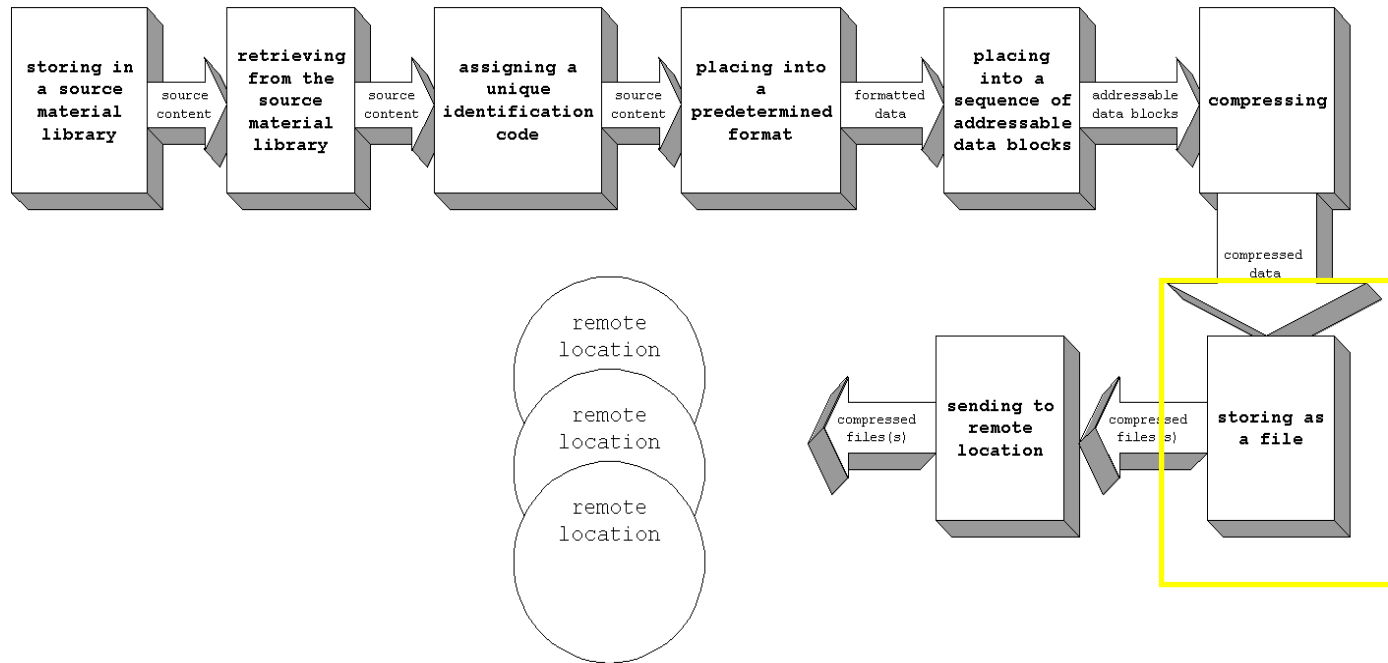 storing in
a source
material
library
source
content
retrieving
from the
source
material
library
source
content
assigning a
unique
identification
code
source
content
placing into
a
predetermined
format
formatted
data
placing
into a
sequence of
addressable
data blocks
addressable
data blocks
compressing
compressed
data
storing as
a file
compressed
files(s)
sending to
remote
location
compressed
files(s)
remote
location
remote
location
remote
location